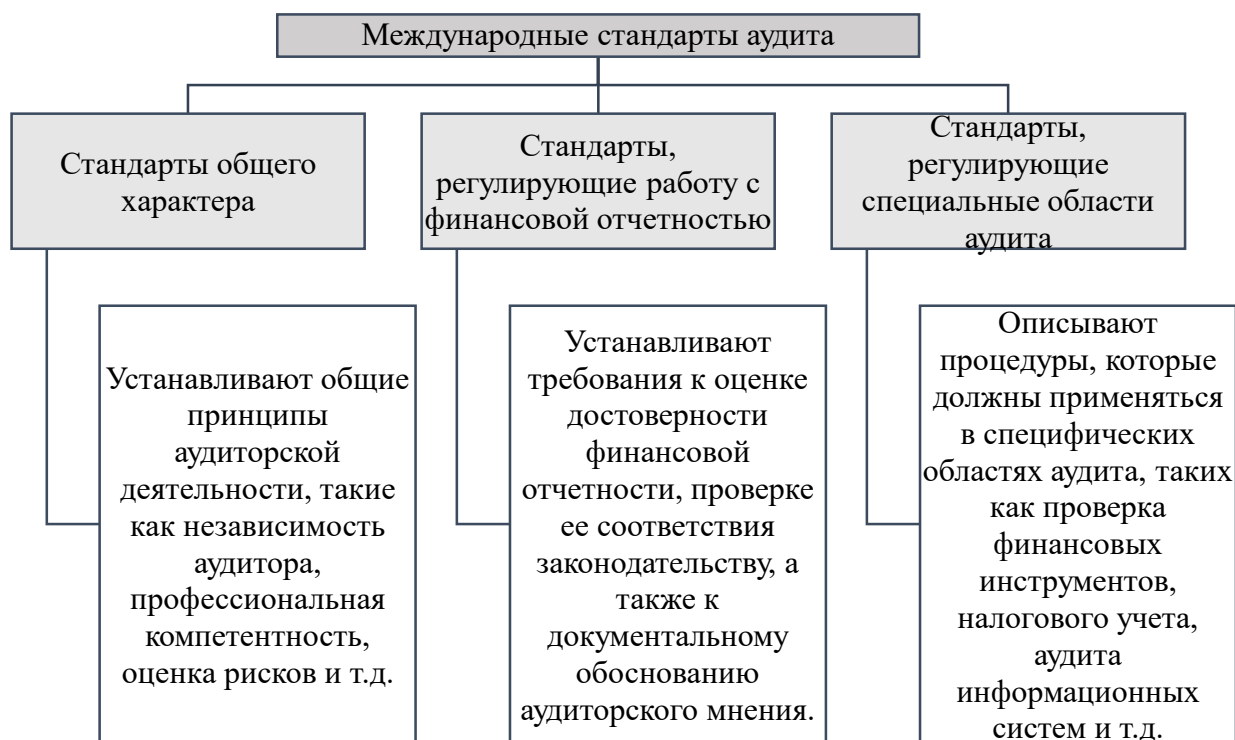 Международные стандарты аудита
Стандарты общего
характера
Стандарты,
регулирующие работу с
финансовой отчетностью
Стандарты,
регулирующие
специальные области
аудита
Устанавливают общие
принципы
аудиторской
деятельности, такие
как независимость
аудитора,
профессиональная
компетентность,
оценка рисков и т.д.
Устанавливают
требования к оценке
достоверности
финансовой
отчетности, проверке
ее соответствия
законодательству, а
также к
документальному
обоснованию
аудиторского мнения.
Описывают
процедуры, которые
должны применяться
в специфических
областях аудита, таких
как проверка
финансовых
инструментов,
налогового учета,
аудита
информационных
систем и т.д.